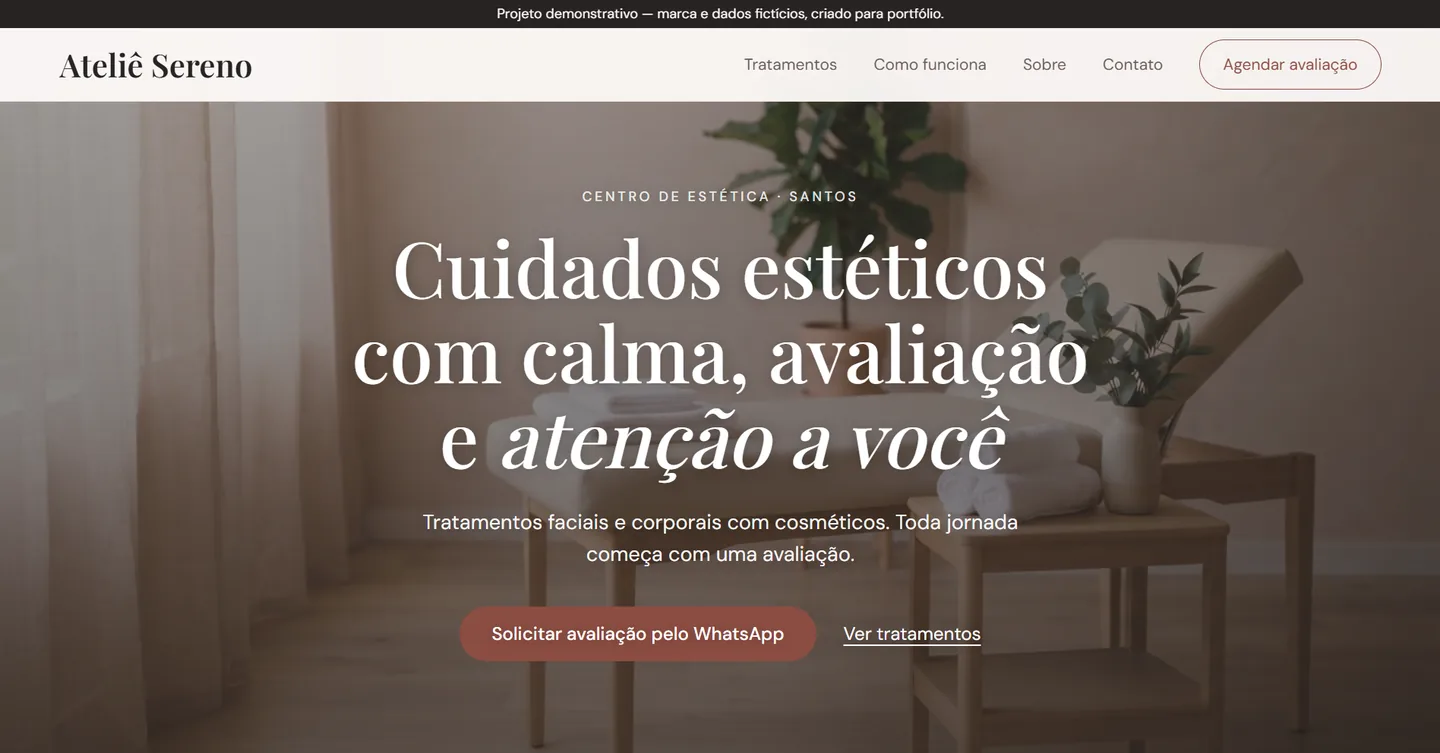 Projeto demonstrativo — marca e dados fictícios, criado para portfólio.
Ateliê Sereno
Tratamentos
Como funciona
Sobre
Contato
Agendar avaliação
CENTRO DE ESTÉTICA · SANTOS
Cuidados estéticos
com calma, avaliação
e atenção a você
Tratamentos faciais e corporais com cosméticos. Toda jornada
começa com uma avaliação.
Solicitar avaliação pelo WhatsApp
Ver tratamentos